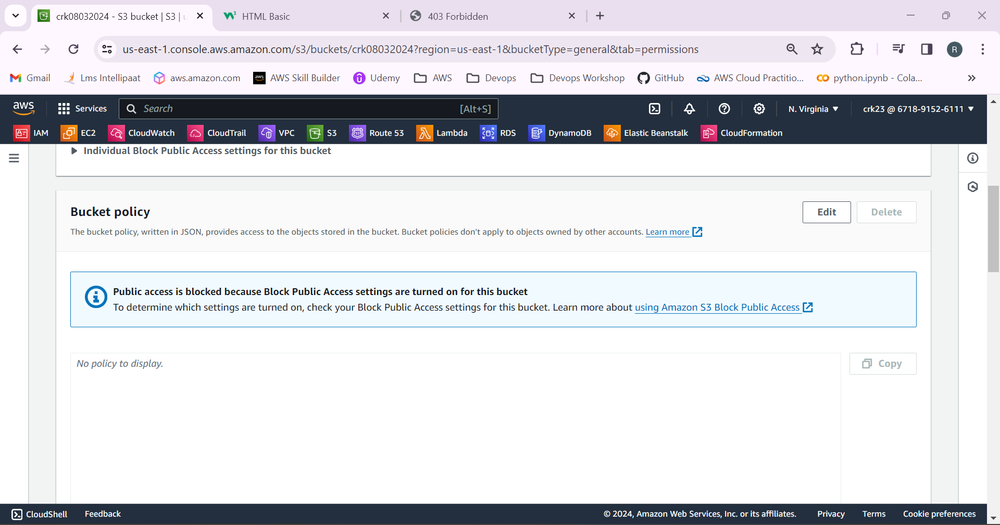 crk08032024 - S3 bucket | S3 |
HTML Basic
403 Forbidden
us-east-1.console.aws.amazon.com/s3/buckets/crk08032024?region=us-east-1&bucketType=general&tab=permissions
R
Gmail
Lms Intellipaat
aws.amazon.com
aws
AWS Skill Builder
Udemy
AWS
Devops
Devops Workshop
GitHub
AWS Cloud Practitio...
python.ipynb - Cola...
aws
Services
Search
[Alt+S]
N. Virginia
crk23 @ 6718-9152-6111
IAM
EC2
CloudWatch
CloudTrail
VPC
S3
Route 53
Lambda
RDS
DynamoDB
Elastic Beanstalk
CloudFormation
Individual Block Public Access settings for this bucket
Bucket policy
Edit
Delete
The bucket policy, written in JSON, provides access to the objects stored in the bucket. Bucket policies don't apply to objects owned by other accounts. Learn more
Public access is blocked because Block Public Access settings are turned on for this bucket
To determine which settings are turned on, check your Block Public Access settings for this bucket. Learn more about using Amazon S3 Block Public Access
No policy to display.
Copy
CloudShell
Feedback
© 2024, Amazon Web Services, Inc. or its affiliates.
Privacy
Terms
Cookie preferences